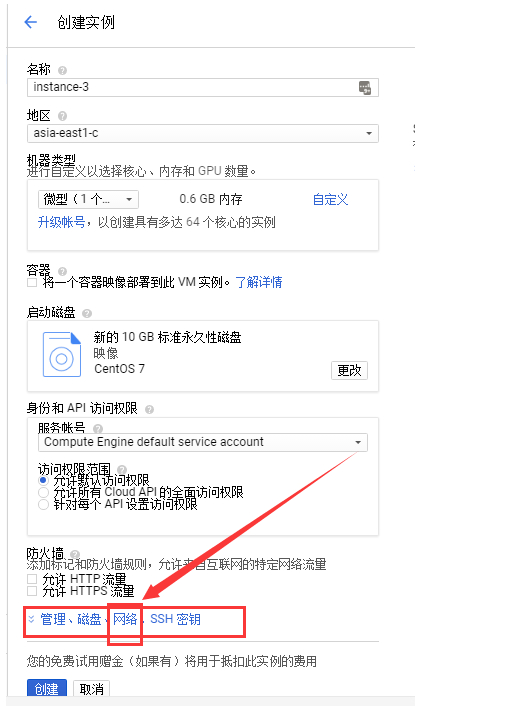 创建实例
名称
instance-3
地区
asia-east1-c
机器类型
进行自定义以选择核心、内存和 GPU 数量。
微型（1 个...
0.6 GB 内存
自定义
升级帐号，以创建具有多达 64 个核心的实例
容器
将一个容器映像部署到此 VM 实例。了解详情
启动磁盘
新的 10 GB 标准永久性磁盘
映像
CentOS 7
更改
身份和 API 访问权限
服务帐号
Compute Engine default service account
访问权限范围
允许默认访问权限
允许所有 Cloud API 的全面访问权限
针对每个 API 设置访问权限
防火墙
添加标记和防火墙规则，允许来自互联网的特定网络流量
允许 HTTP 流量
允许 HTTPS 流量
管理、磁盘、网络、SSH 密钥
您的免费试用赠金（如果有）将用于抵扣此实例的费用
创建
取消